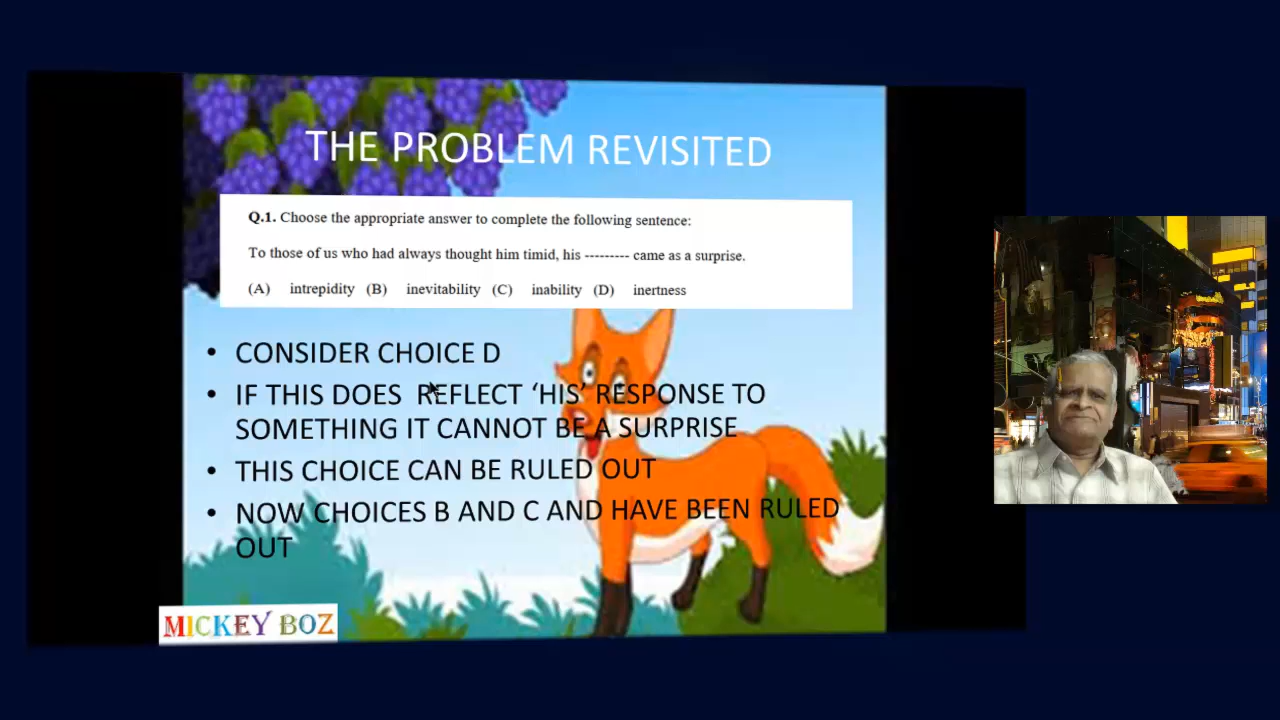 THE PROBLEM REVISITED
Q.1. Choose the appropriate answer to complete the following sentence:
To those of us who had always thought him timid, his --------- came as a surprise.
(A) intrepidity (B) inevitability (C) inability (D) inertness
• CONSIDER CHOICE D
• IF THIS DOES REFLECT ‘HIS’ RESPONSE TO
SOMETHING IT CANNOT BE A SURPRISE
• THIS CHOICE CAN BE RULED OUT
• NOW CHOICES B AND C AND HAVE BEEN RULED
OUT
MICKEY BOZ